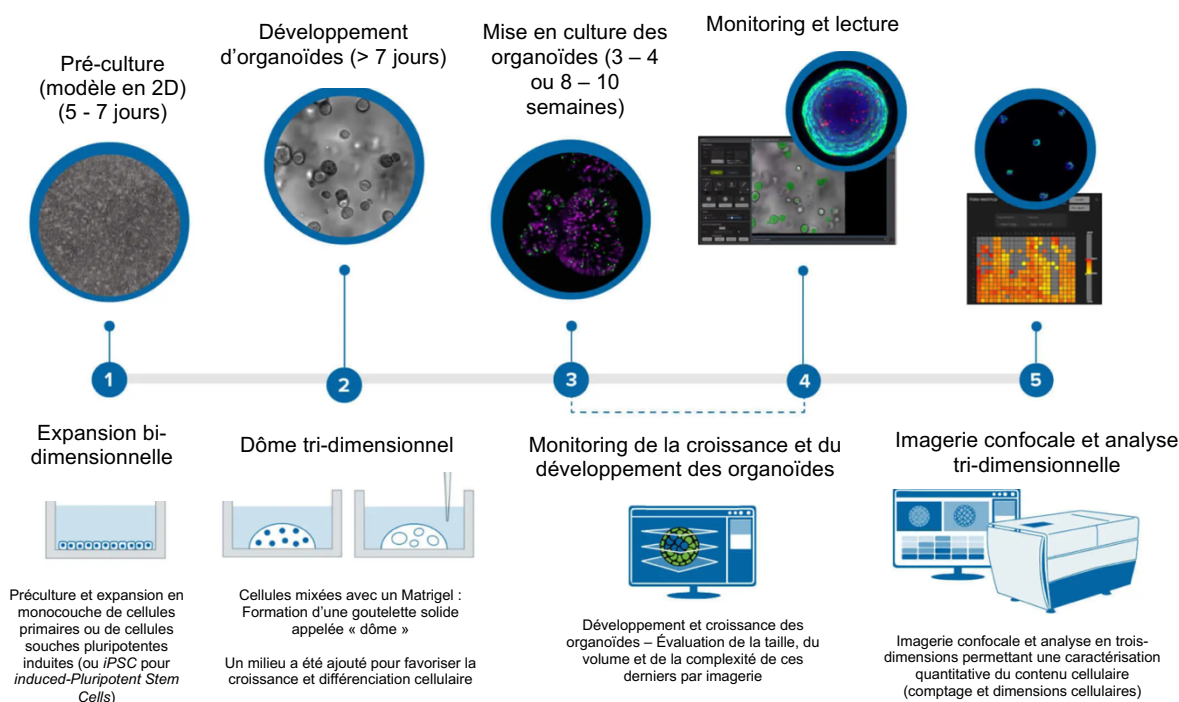 Pré-culture
(modèle en 2D)
(5 - 7 jours)
Développement
d'organoïdes (> 7 jours)
Mise en culture des
organoïdes (3 – 4
ou 8 – 10
semaines)
Monitoring et lecture
1
2
3
4
5
Expansion bi-
dimensionnelle
Préculture et expansion en
monocouche de cellules
primaires ou de cellules
souches pluripotentes
induites (ou iPSC pour
induced-Pluripotent Stem
Cells)
Dôme tri-dimensionnel
Cellules mixées avec un Matrigel :
Formation d'une goutelette solide
appelée « dôme »
Un milieu a été ajouté pour favoriser la
croissance et différenciation cellulaire
Monitoring de la croissance et du
développement des organoïdes
Développement et croissance des
organoïdes – Évaluation de la taille, du
volume et de la complexité de ces
derniers par imagerie
Imagerie confocale et analyse
tri-dimensionnelle
Imagerie confocale et analyse en trois-
dimensions permettant une caractérisation
quantitative du contenu cellulaire
(comptage et dimensions cellulaires)